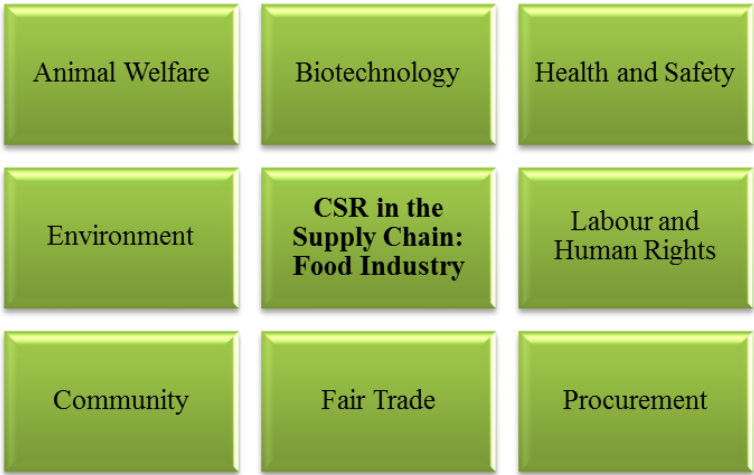 Animal Welfare
Biotechnology
Health and Safety
Environment
CSR in the
Supply Chain:
Food Industry
Labour and
Human Rights
Community
Fair Trade
Procurement